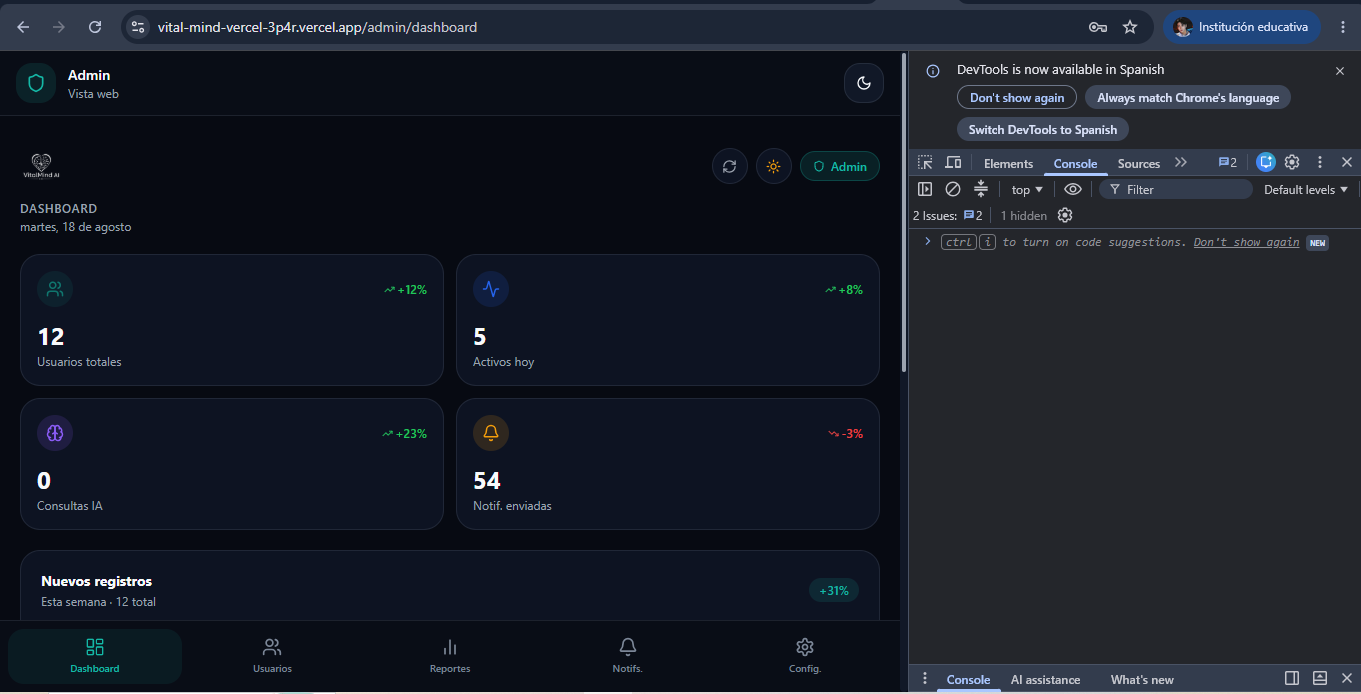 vital-mind-vercel-3p4r.vercel.app/admin/dashboard
Institución educativa
Admin
Vista web
VitalMind AI
Admin
DASHBOARD
martes, 18 de agosto
+12%
12
Usuarios totales
+8%
5
Activos hoy
+23%
0
Consultas IA
-3%
54
Notif. enviadas
Nuevos registros
Esta semana · 12 total
+31%
Dashboard
Usuarios
Reportes
Notifs.
Config.
DevTools is now available in Spanish
Don't show again
Always match Chrome's language
Switch DevTools to Spanish
Elements
Console
Sources
2
top
Filter
Default levels
2 Issues:
2
1 hidden
ctrl i to turn on code suggestions. Don't show again NEW
Console
AI assistance
What's new